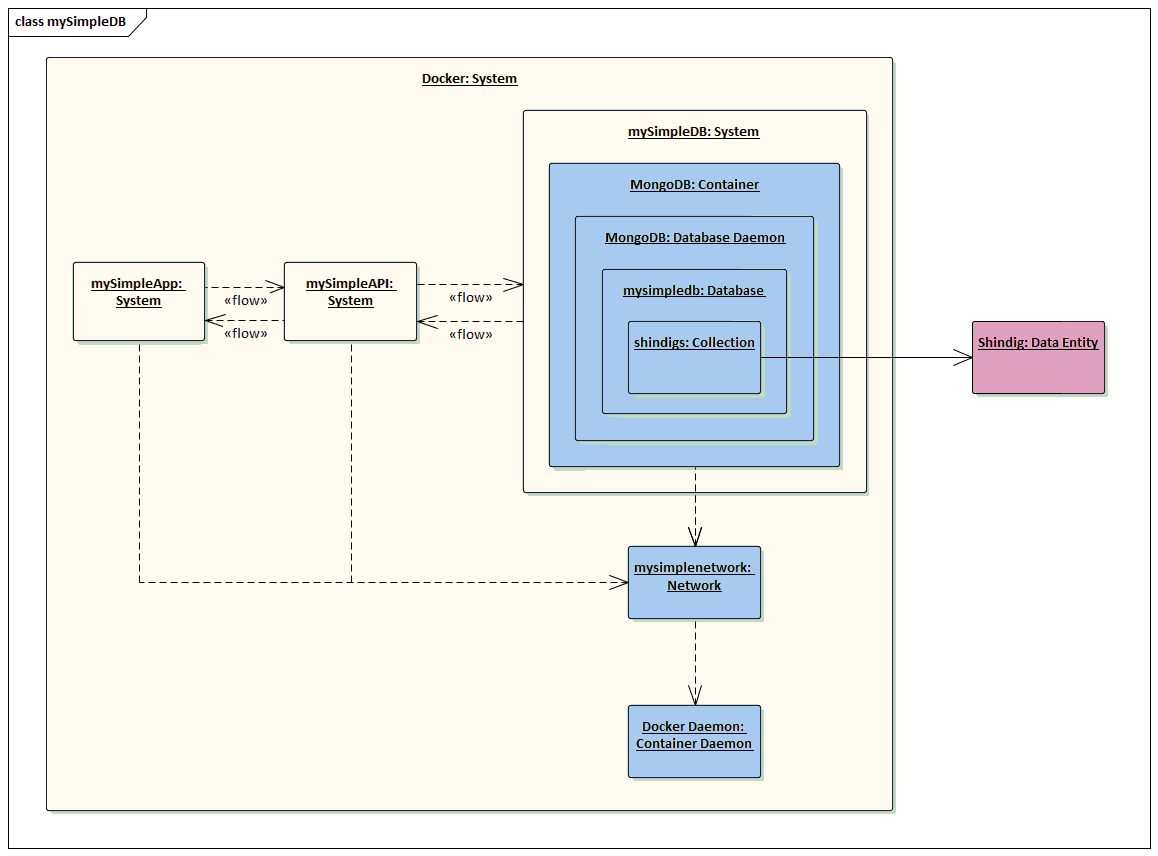 class mySimpleDB
Docker: System
mySimpleDB: System
MongoDB: Container
MongoDB: Database Daemon
mysimpledb: Database
shindigs: Collection
mySimpleApp:
System
«flow»
«flow»
mySimpleAPI:
System
«flow»
«flow»
Shindig: Data Entity
mysimplenetwork:
Network
Docker Daemon:
Container Daemon